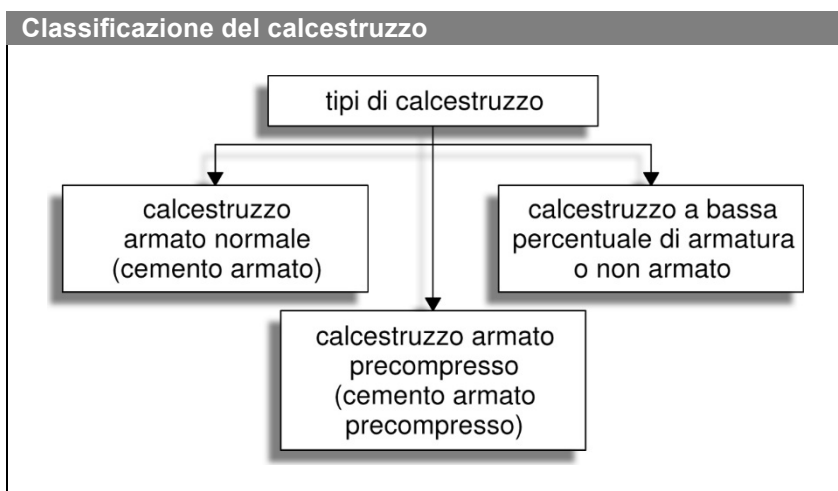 Classificazione del calcestruzzo
tipi di calcestruzzo
calcestruzzo
armato normale
(cemento armato)
calcestruzzo a bassa
percentuale di armatura
o non armato
calcestruzzo armato
precompresso
(cemento armato
precompresso)